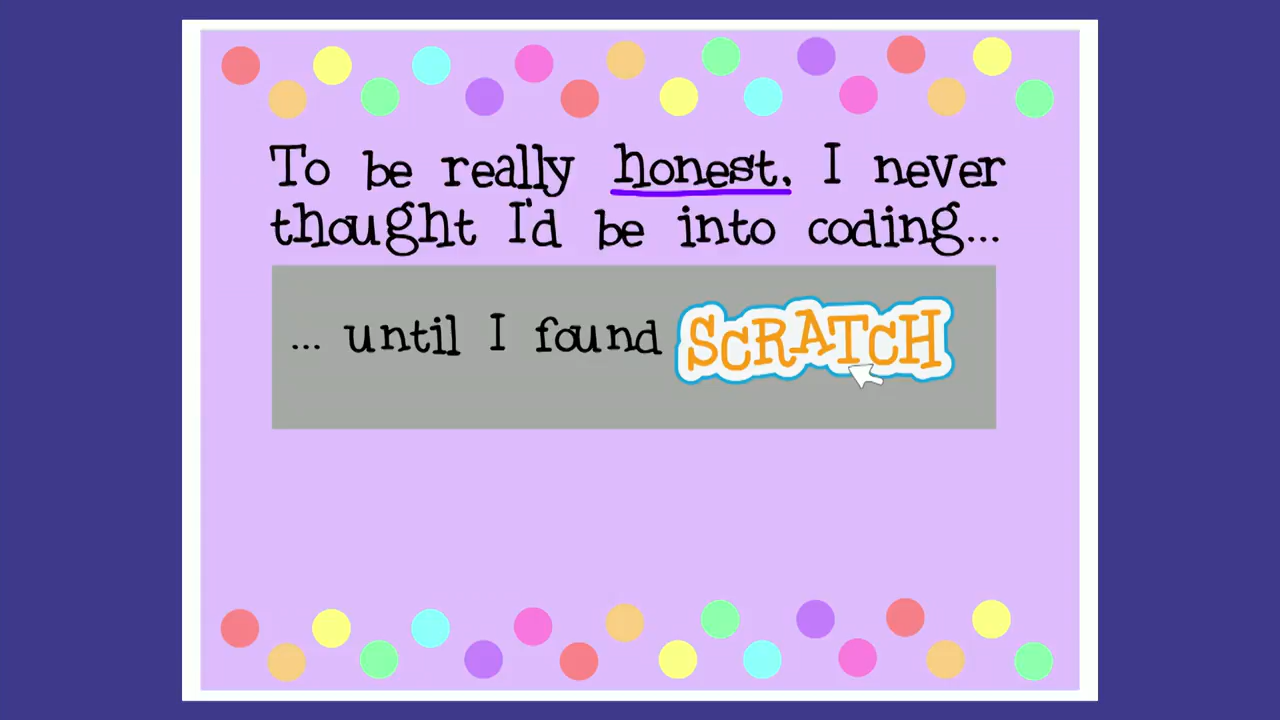 To be really honest, I never
thought I'd be into coding...
... until I found SCRATCH